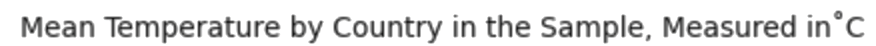 Mean Temperature by Country in the Sample, Measured in˚C